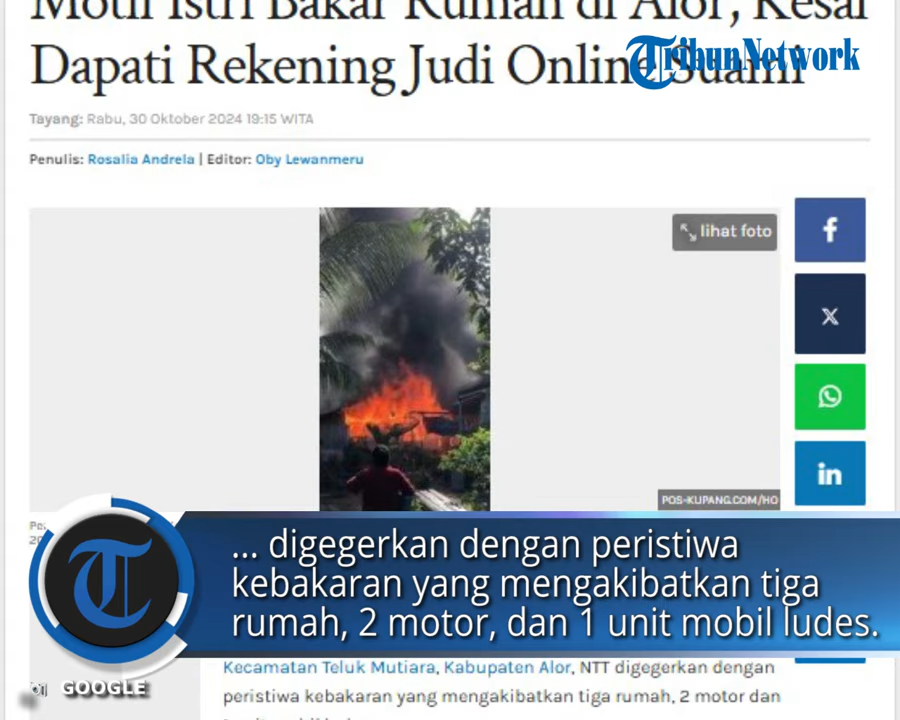 Motif Istri Bakar Rumah di Alor, Kesal
Dapati Rekening Judi Online Suami
TribunNetwork
Tayang: Rabu, 30 Oktober 2024 19:15 WITA
Penulis: Rosalia Andrela | Editor: Oby Lewanmeru
lihat foto
f
X
in
POS-KUPANG.COM/HO
T
... digegerkan dengan peristiwa
kebakaran yang mengakibatkan tiga
rumah, 2 motor, dan 1 unit mobil ludes.
Kecamatan Teluk Mutiara, Kabupaten Alor, NTT digegerkan dengan
GOOGLE
peristiwa kebakaran yang mengakibatkan tiga rumah, 2 motor dan